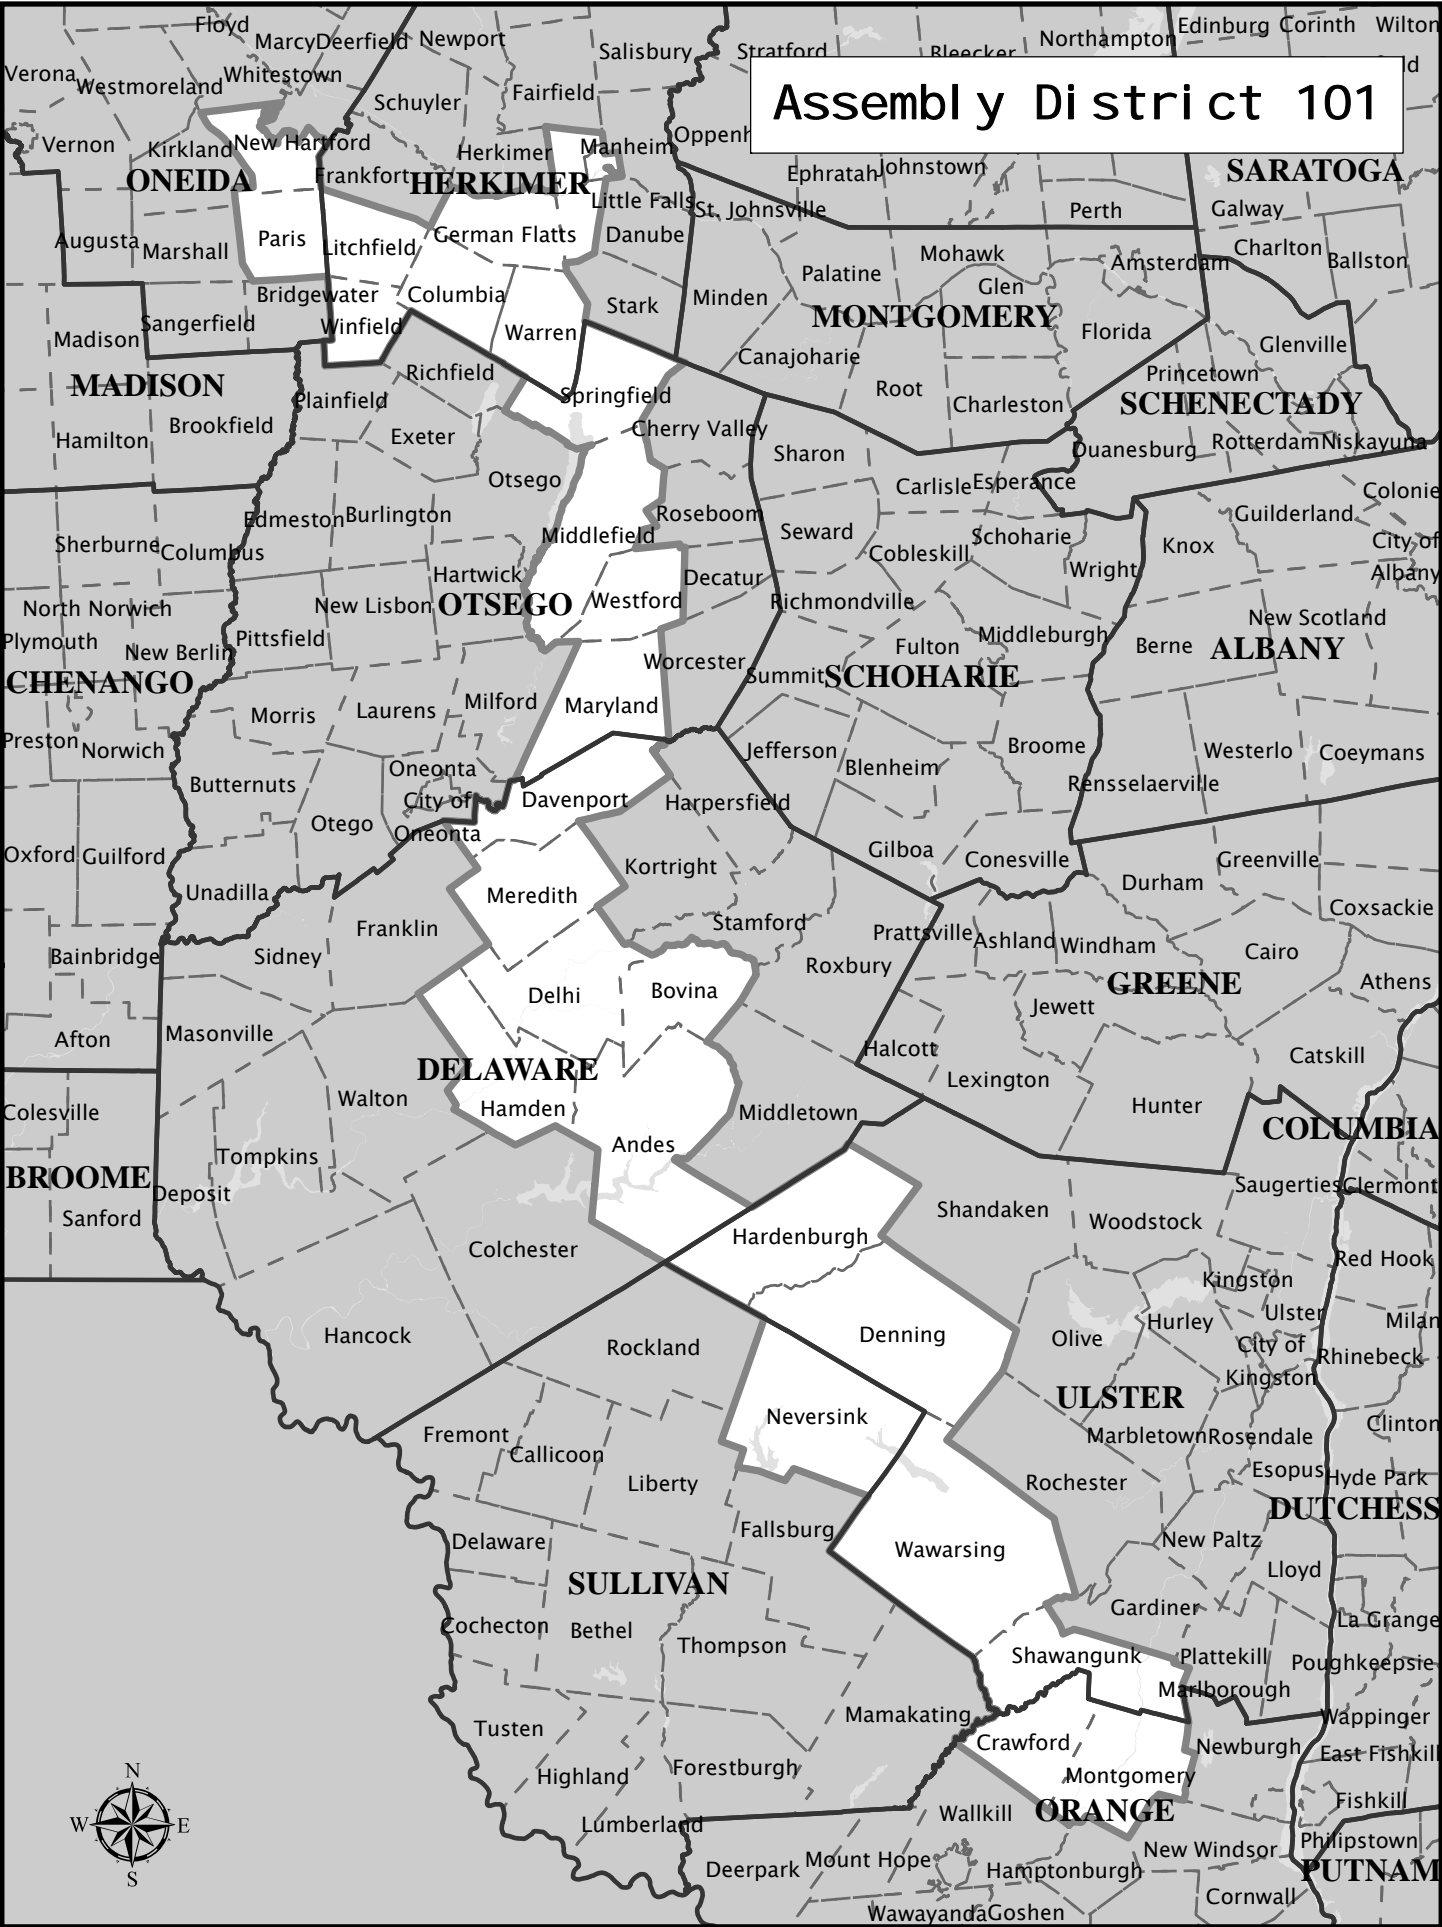 Floyd
Marcy
Deerfield
Newport
Salisbury
Stratford
Bleecker
Northampton
Edinburg
Corinth
Wilton
Verona
Westmoreland
Whitestown
Schuyler
Fairfield
Assembly District 101
Vernon
Kirkland
New Hartford
Herkimer
Manheim
Oppenh
Ephratah
Johnstown
ONEIDA
Frankfort
HERKIMER
SARATOGA
Little Falls
St. Johnsville
Perth
Galway
Augusta
Marshall
Paris
Litchfield
German Flatts
Danube
Mohawk
Amsterdam
Charlton
Ballston
Palatine
Glen
Bridgewater
Columbia
Stark
Minden
MONTGOMERY
Florida
Sangerfield
Winfield
Warren
Madison
Canajoharie
Glenville
MADISON
Richfield
Springfield
Root
Princetown
Plainfield
Charleston
SCHENECTADY
Hamilton
Brookfield
Exeter
Cherry Valley
Sharon
Duanesburg
Rotterdam
Niskayuna
Otsego
Carlisle
Esperance
Colonie
Edmeston
Burlington
Roseboom
Guilderland
Sherburne
Columbus
Middlefield
Seward
Cobleskill
Schoharie
Knox
City of
Albany
Hartwick
Decatur
Wright
North Norwich
New Lisbon
OTSEGO
Westford
Richmondville
New Scotland
Plymouth
New Berlin
Pittsfield
Fulton
Middleburgh
Berne
ALBANY
CHENANGO
Worcester
Summit
SCHOHARIE
Morris
Laurens
Milford
Maryland
Preston
Norwich
Jefferson
Broome
Westerlo
Coeymans
Butternuts
Oneonta
Blenheim
Rensselaerville
City of
Oneonta
Davenport
Harpersfield
Otego
Oxford
Guilford
Kortright
Gilboa
Conesville
Greenville
Unadilla
Meredith
Durham
Franklin
Stamford
Coxsackie
Bainbridge
Sidney
Prattsville
Ashland
Windham
Cairo
Roxbury
Delhi
Bovina
GREENE
Athens
Jewett
Afton
Masonville
Halcott
Catskill
DELAWARE
Lexington
Colesville
Walton
Hamden
Middletown
Hunter
COLUMBIA
Andes
BROOME
Tompkins
Deposit
Saugerties
Clermont
Sanford
Shandaken
Woodstock
Colchester
Hardenburgh
Red Hook
Kingston
Hancock
Rockland
Denning
Olive
Hurley
Ulster
Milan
City of
Kingston
Rhinebeck
ULSTER
Neversink
Fremont
Callicoon
Marbletown
Rosendale
Clinton
Liberty
Rochester
Esopus
Hyde Park
DUTCHESS
Delaware
Fallsburg
Wawarsing
New Paltz
Lloyd
SULLIVAN
Gardiner
La Grange
Cochecton
Bethel
Thompson
Shawangunk
Plattekill
Poughkeepsie
Marlborough
Tusten
Mamakating
Wappinger
Crawford
Newburgh
East Fishkill
Highland
Forestburgh
Montgomery
Fishkill
Lumberland
Wallkill
ORANGE
Philipstown
Deerpark
Mount Hope
Hamptonburgh
New Windsor
PUTNAM
Wawayanda
Goshen
Cornwall
N
W
E
S